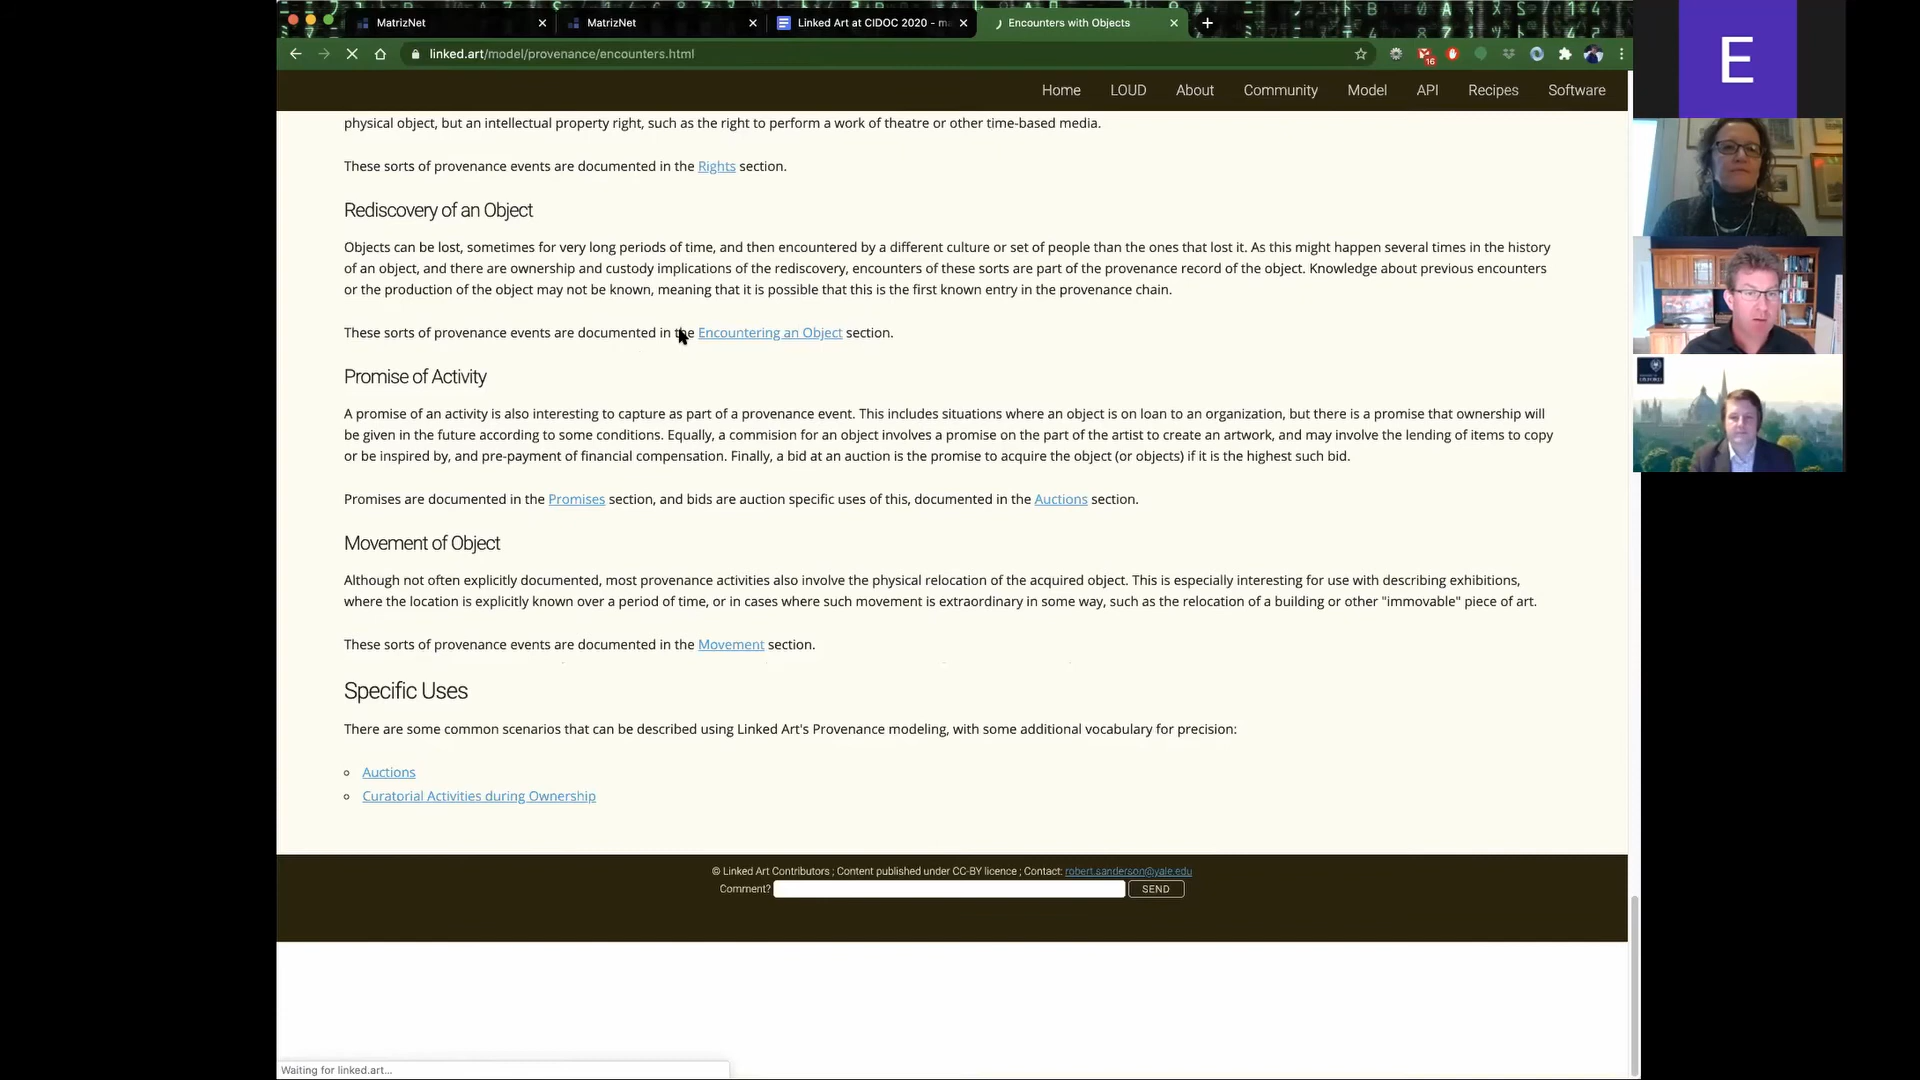 MatrizNet
MatrizNet
Linked Art at CIDOC 2020 - ma
Encounters with Objects
linked.art/model/provenance/encounters.html
16
E
Home LOUD About Community Model API Recipes Software
physical object, but an intellectual property right, such as the right to perform a work of theatre or other time-based media.
These sorts of provenance events are documented in the Rights section.
Rediscovery of an Object
Objects can be lost, sometimes for very long periods of time, and then encountered by a different culture or set of people than the ones that lost it. As this might happen several times in the history
of an object, and there are ownership and custody implications of the rediscovery, encounters of these sorts are part of the provenance record of the object. Knowledge about previous encounters
or the production of the object may not be known, meaning that it is possible that this is the first known entry in the provenance chain.
These sorts of provenance events are documented in the Encountering an Object section.
Promise of Activity
A promise of an activity is also interesting to capture as part of a provenance event. This includes situations where an object is on loan to an organization, but there is a promise that ownership will
be given in the future according to some conditions. Equally, a commision for an object involves a promise on the part of the artist to create an artwork, and may involve the lending of items to copy
or be inspired by, and pre-payment of financial compensation. Finally, a bid at an auction is the promise to acquire the object (or objects) if it is the highest such bid.
Promises are documented in the Promises section, and bids are auction specific uses of this, documented in the Auctions section.
Movement of Object
Although not often explicitly documented, most provenance activities also involve the physical relocation of the acquired object. This is especially interesting for use with describing exhibitions,
where the location is explicitly known over a period of time, or in cases where such movement is extraordinary in some way, such as the relocation of a building or other "immovable" piece of art.
These sorts of provenance events are documented in the Movement section.
Specific Uses
There are some common scenarios that can be described using Linked Art's Provenance modeling, with some additional vocabulary for precision:
Auctions
Curatorial Activities during Ownership
© Linked Art Contributors ; Content published under CC-BY licence ; Contact: robert.sanderson@yale.edu
Comment? SEND
Waiting for linked.art...